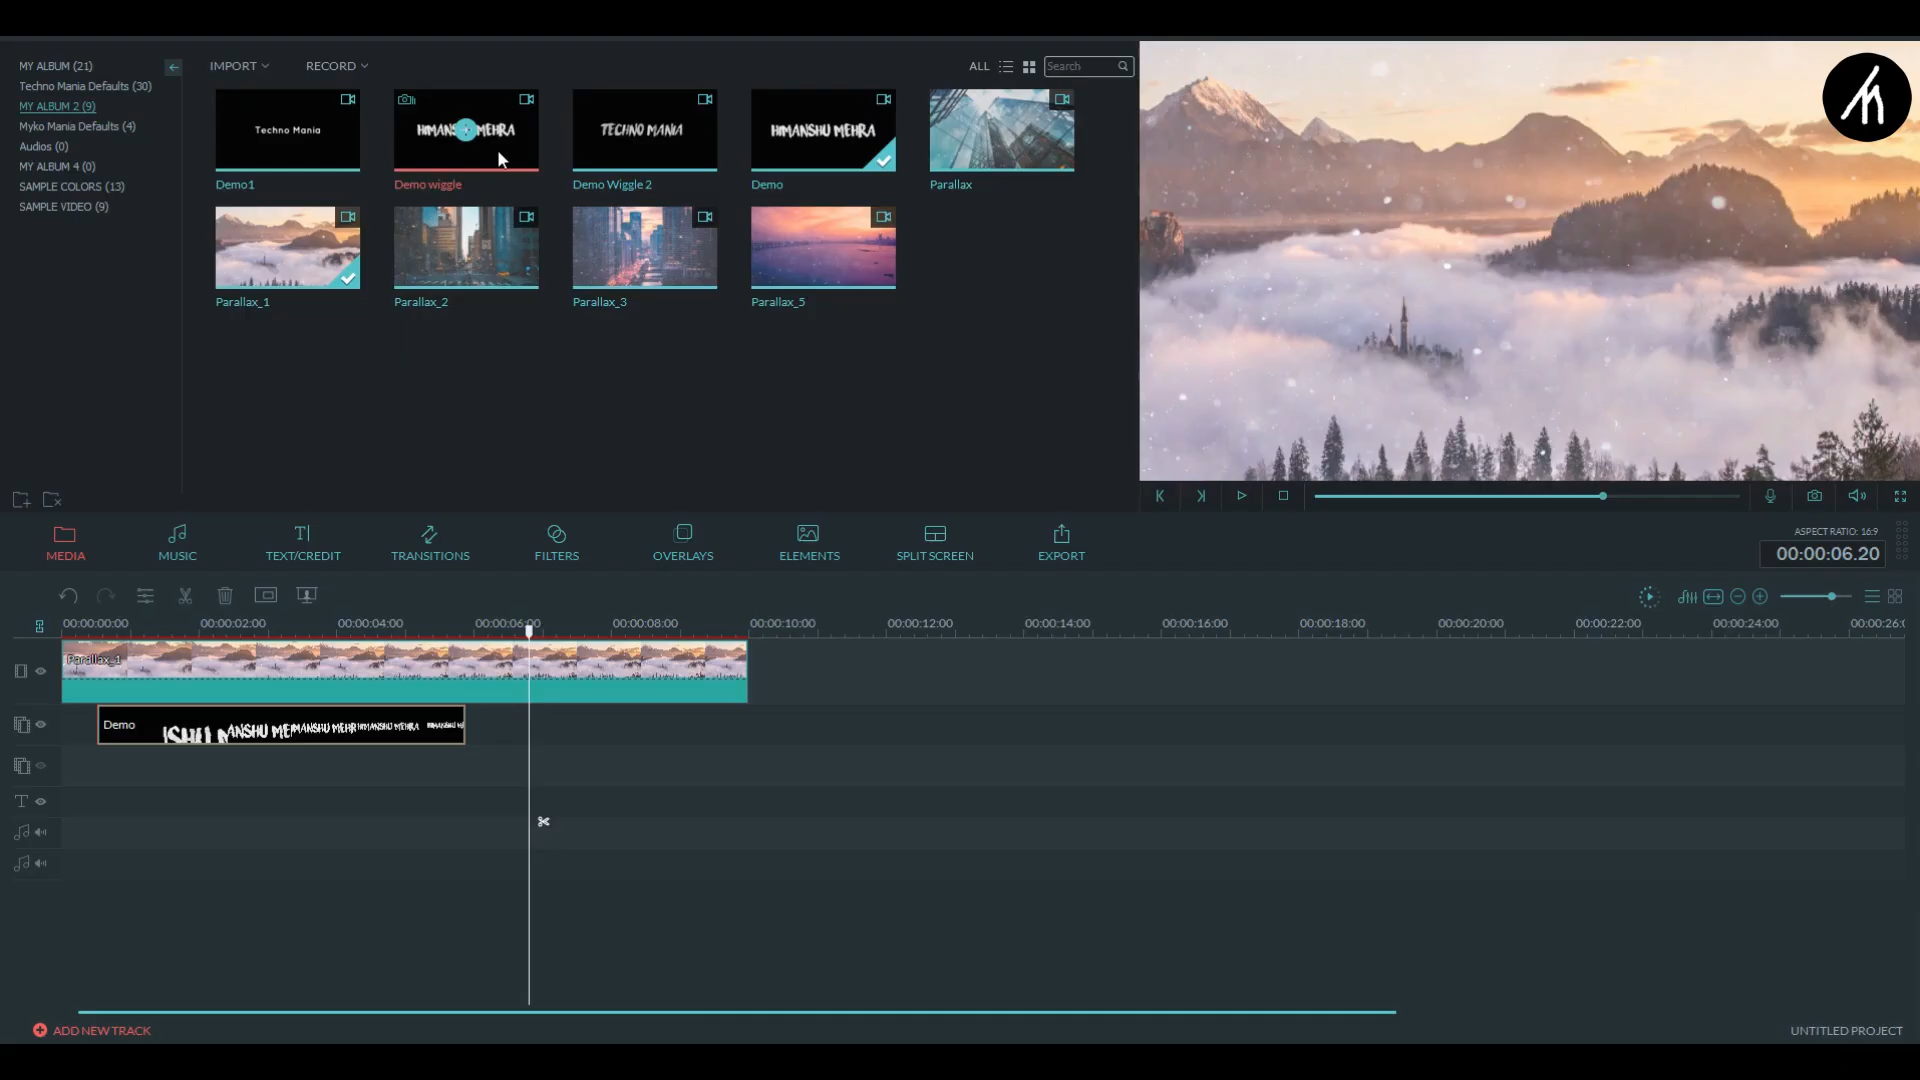 MY ALBUM (21)
Techno Mania Defaults (30)
MY ALBUM 2 (9)
Myko Mania Defaults (4)
Audios (0)
MY ALBUM 4 (0)
SAMPLE COLORS (13)
SAMPLE VIDEO (9)
IMPORT
RECORD
ALL
Search
Techno Mania
HIMANSHU MEHRA
TECHNO MANIA
HIMANSHU MEHRA
Demo1
Demo wiggle
Demo Wiggle 2
Demo
Parallax
Parallax_1
Parallax_2
Parallax_3
Parallax_5
MEDIA
MUSIC
TEXT/CREDIT
TRANSITIONS
FILTERS
OVERLAYS
ELEMENTS
SPLIT SCREEN
EXPORT
ASPECT RATIO: 16:9
00:00:06.20
00:00:00:00
00:00:02:00
00:00:04:00
00:00:06:00
00:00:08:00
00:00:10:00
00:00:12:00
00:00:14:00
00:00:16:00
00:00:18:00
00:00:20:00
00:00:22:00
00:00:24:00
00:00:26:
Parallax_1
Demo
ADD NEW TRACK
UNTITLED PROJECT